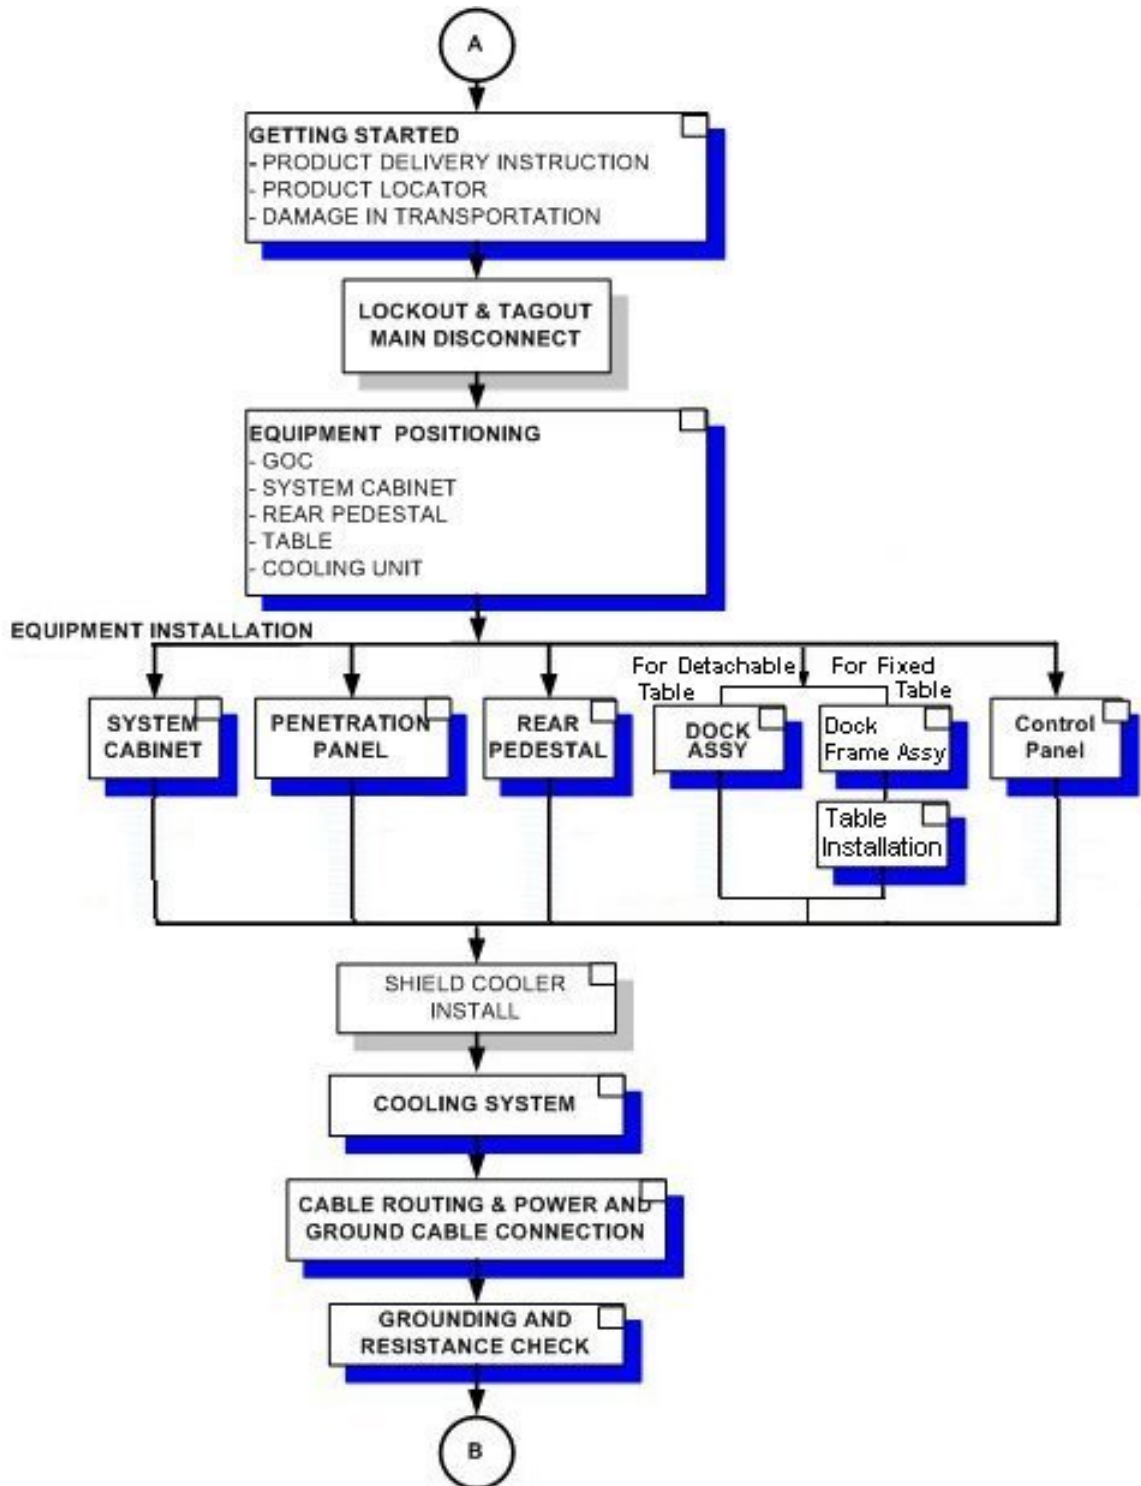 A
GETTING STARTED
- PRODUCT DELIVERY INSTRUCTION
- PRODUCT LOCATOR
- DAMAGE IN TRANSPORTATION
LOCKOUT & TAGOUT
MAIN DISCONNECT
EQUIPMENT POSITIONING
- GOC
- SYSTEM CABINET
- REAR PEDESTAL
- TABLE
- COOLING UNIT
EQUIPMENT INSTALLATION
For Detachable
Table
For Fixed
Table
SYSTEM
CABINET
PENETRATION
PANEL
REAR
PEDESTAL
DOCK
ASSY
Dock
Frame Assy
Control
Panel
Table
Installation
SHIELD COOLER
INSTALL
COOLING SYSTEM
CABLE ROUTING & POWER AND
GROUND CABLE CONNECTION
GROUNDING AND
RESISTANCE CHECK
B